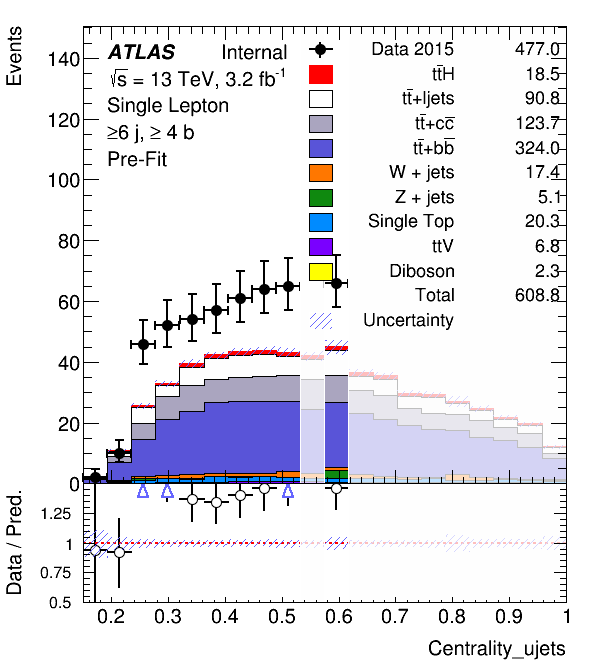 Events
ATLAS Internal
√s = 13 TeV, 3.2 fb⁻¹
Single Lepton
≥6 j, ≥ 4 b
Pre-Fit
Data 2015 477.0
tt̄H 18.5
tt̄+ljets 90.8
tt̄+cc̄ 123.7
tt̄+bb̄ 324.0
W + jets 17.4
Z + jets 5.1
Single Top 20.3
ttV 6.8
Diboson 2.3
Total 608.8
Uncertainty
140
120
100
80
60
40
20
0
Data / Pred.
1.25
1
0.75
0.5
0.2 0.3 0.4 0.5 0.6 0.7 0.8 0.9 1
Centrality_ujets